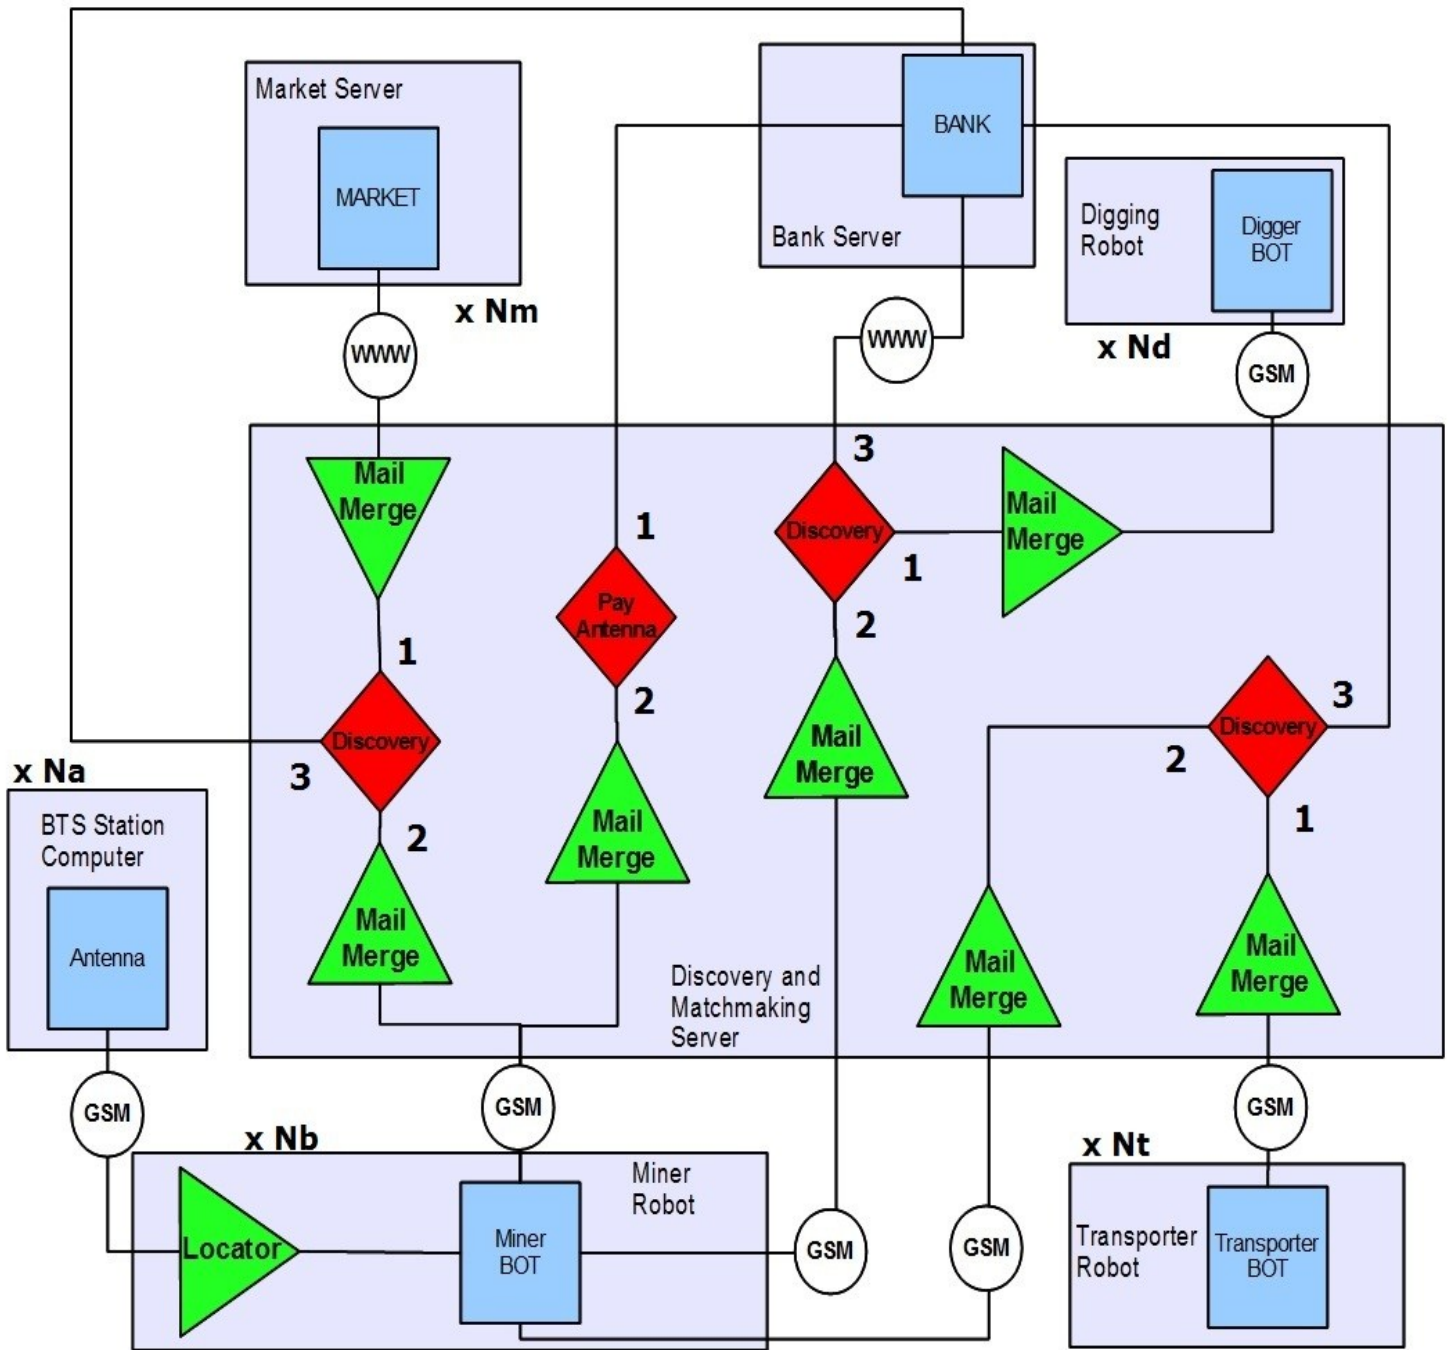 Market Server
MARKET
x Nm
WWW
BANK
Bank Server
WWW
Digging
Robot
Digger
BOT
x Nd
GSM
Mail
Merge
1
Discovery
3
2
Mail
Merge
1
Pay
Antenna
2
Mail
Merge
3
Discovery
1
2
Mail
Merge
Mail
Merge
Discovery
3
2
1
Mail
Merge
Mail
Merge
Discovery and
Matchmaking
Server
x Na
BTS Station
Computer
Antenna
GSM
GSM
x Nb
Miner
Robot
Locator
Miner
BOT
GSM
GSM
GSM
x Nt
Transporter
Robot
Transporter
BOT